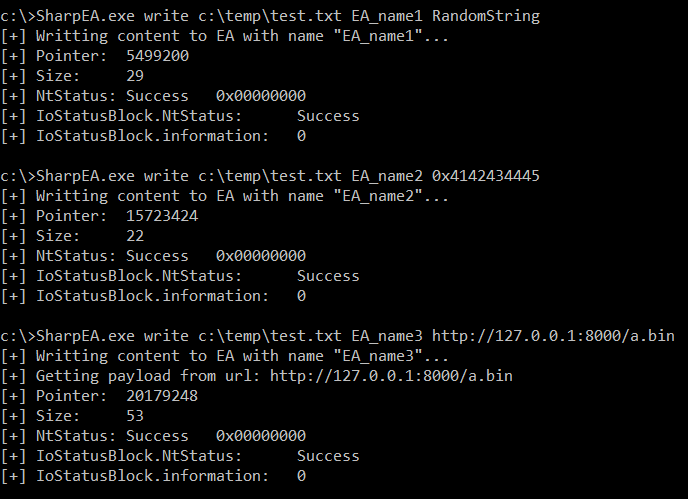 c:\>SharpEA.exe write c:\temp\test.txt EA_name1 RandomString
[+] Writting content to EA with name "EA_name1"...
[+] Pointer:  5499200
[+] Size:     29
[+] NtStatus: Success   0x00000000
[+] IoStatusBlock.NtStatus:      Success
[+] IoStatusBlock.information:   0
c:\>SharpEA.exe write c:\temp\test.txt EA_name2 0x4142434445
[+] Writting content to EA with name "EA_name2"...
[+] Pointer:  15723424
[+] Size:     22
[+] NtStatus: Success   0x00000000
[+] IoStatusBlock.NtStatus:      Success
[+] IoStatusBlock.information:   0
c:\>SharpEA.exe write c:\temp\test.txt EA_name3 http://127.0.0.1:8000/a.bin
[+] Writting content to EA with name "EA_name3"...
[+] Getting payload from url: http://127.0.0.1:8000/a.bin
[+] Pointer:  20179248
[+] Size:     53
[+] NtStatus: Success   0x00000000
[+] IoStatusBlock.NtStatus:      Success
[+] IoStatusBlock.information:   0